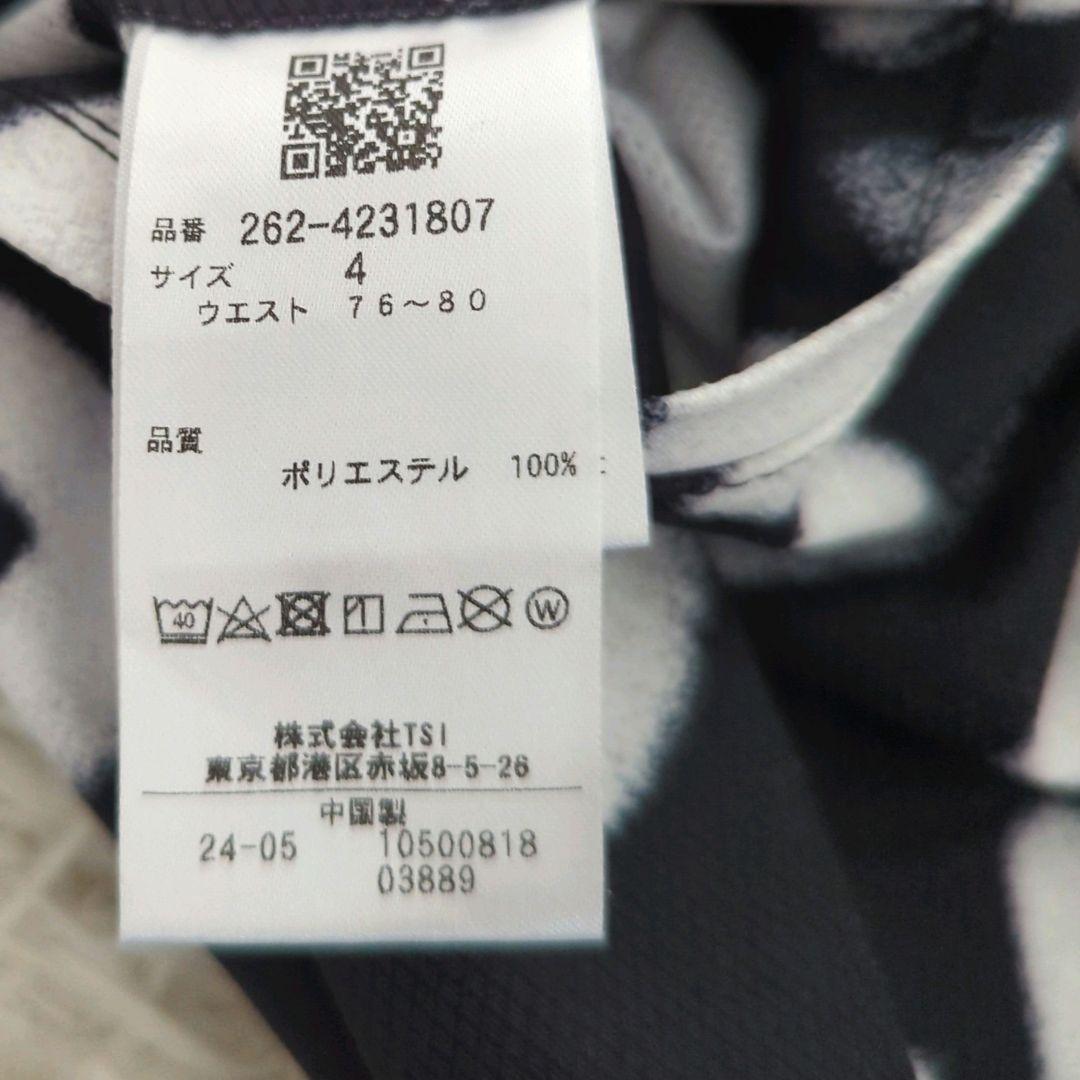 品番 262-4231807
サイズ 4
ウエスト 76～80
品質
ポリエステル 100%
40 W
株式会社TSI
東京都港区赤坂8-5-26
中国製
24-05 10500818
03889